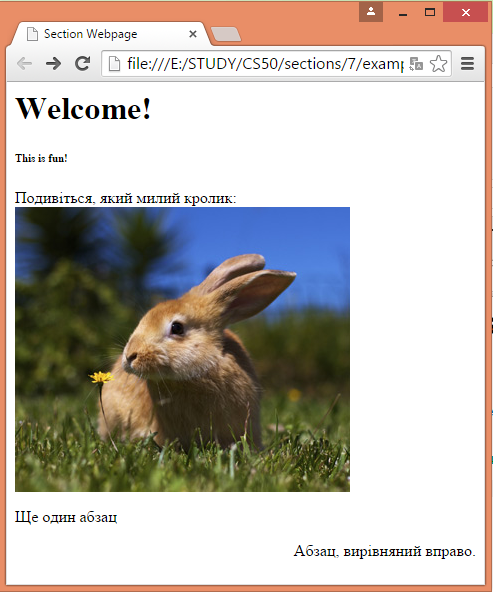 Section Webpage
file:///E:/STUDY/CS50/sections/7/examp
Welcome!
This is fun!
Подивіться, який милий кролик:
Ще один абзац
Абзац, вирівняний вправо.